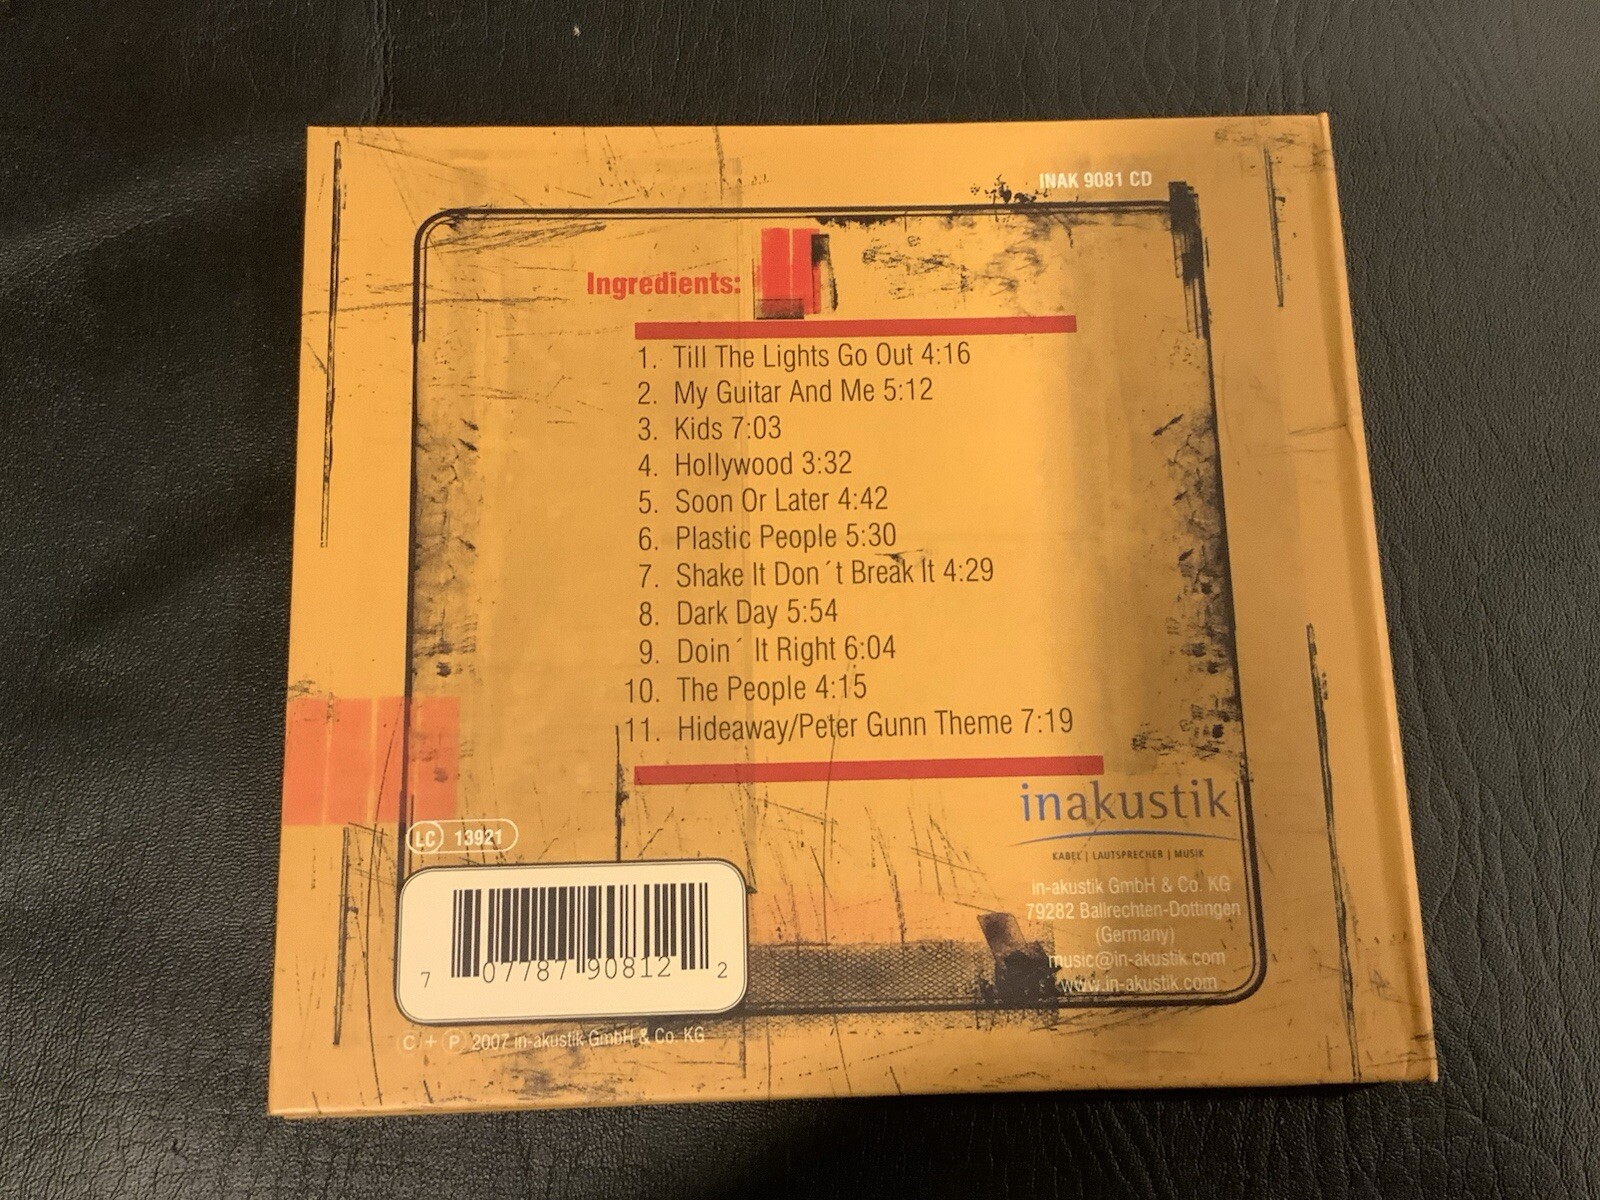 INAK 9081 CD
Ingredients:
1. Till The Lights Go Out 4:16
2. My Guitar And Me 5:12
3. Kids 7:03
4. Hollywood 3:32
5. Soon Or Later 4:42
6. Plastic People 5:30
7. Shake It Don´t Break It 4:29
8. Dark Day 5:54
9. Doin´ It Right 6:04
10. The People 4:15
11. Hideaway/Peter Gunn Theme 7:19
inakustik
KABEL | LAUTSPRECHER | MUSIK
in-akustik GmbH & Co. KG
79282 Ballrechten-Dottingen
(Germany)
music@in-akustik.com
www.in-akustik.com
LC 13921
7 07787 90812 2
C + P 2007 in-akustik GmbH & Co. KG